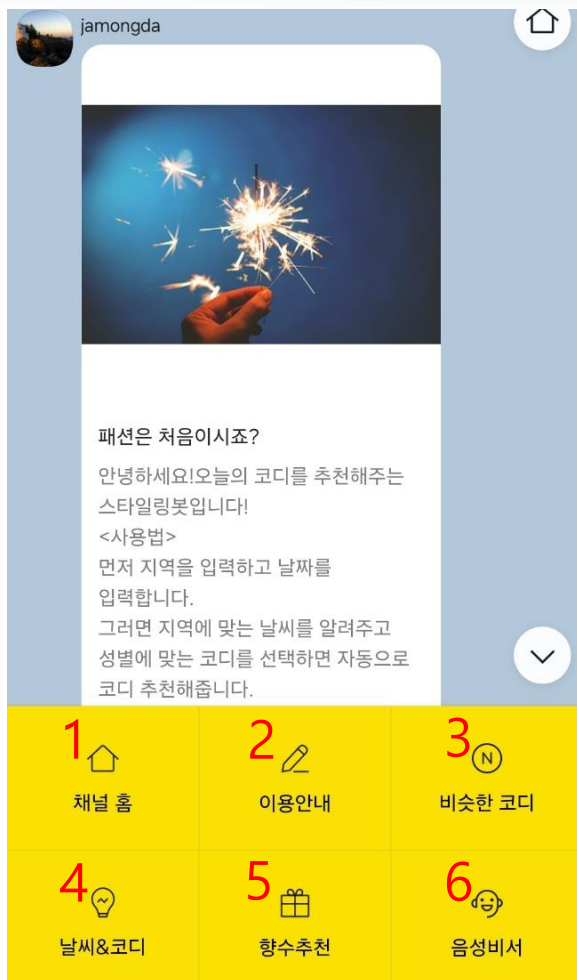 jamongda
패션은 처음이시죠?
안녕하세요!오늘의 코디를 추천해주는
스타일링봇입니다!
<사용법>
먼저 지역을 입력하고 날짜를
입력합니다.
그러면 지역에 맞는 날씨를 알려주고
성별에 맞는 코디를 선택하면 자동으로
코디 추천해줍니다.
1
채널 홈
2
이용안내
3
N
비슷한 코디
4
날씨&코디
5
향수추천
6
음성비서